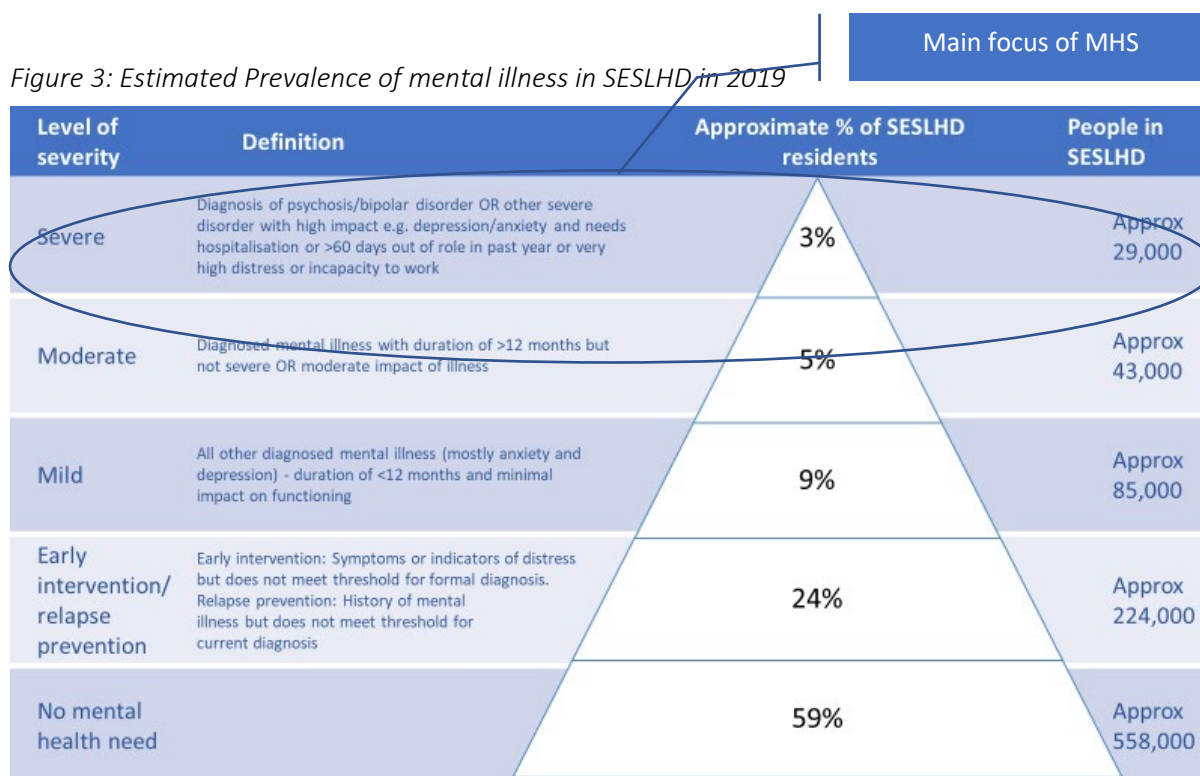 Main focus of MHS
Figure 3: Estimated Prevalence of mental illness in SESLHD in 2019
Level of
severity
Definition
Approximate % of SESLHD
residents
People in
SESLHD
Severe
Diagnosis of psychosis/bipolar disorder OR other severe
disorder with high impact e.g. depression/anxiety and needs
hospitalisation or >60 days out of role in past year or very
high distress or incapacity to work
3%
Approx
29,000
Moderate
Diagnosed mental illness with duration of >12 months but
not severe OR moderate impact of illness
5%
Approx
43,000
Mild
All other diagnosed mental illness (mostly anxiety and
depression) - duration of <12 months and minimal
impact on functioning
9%
Approx
85,000
Early
intervention/
relapse
prevention
Early intervention: Symptoms or indicators of distress
but does not meet threshold for formal diagnosis.
Relapse prevention: History of mental
illness but does not meet threshold for
current diagnosis
24%
Approx
224,000
No mental
health need
59%
Approx
558,000